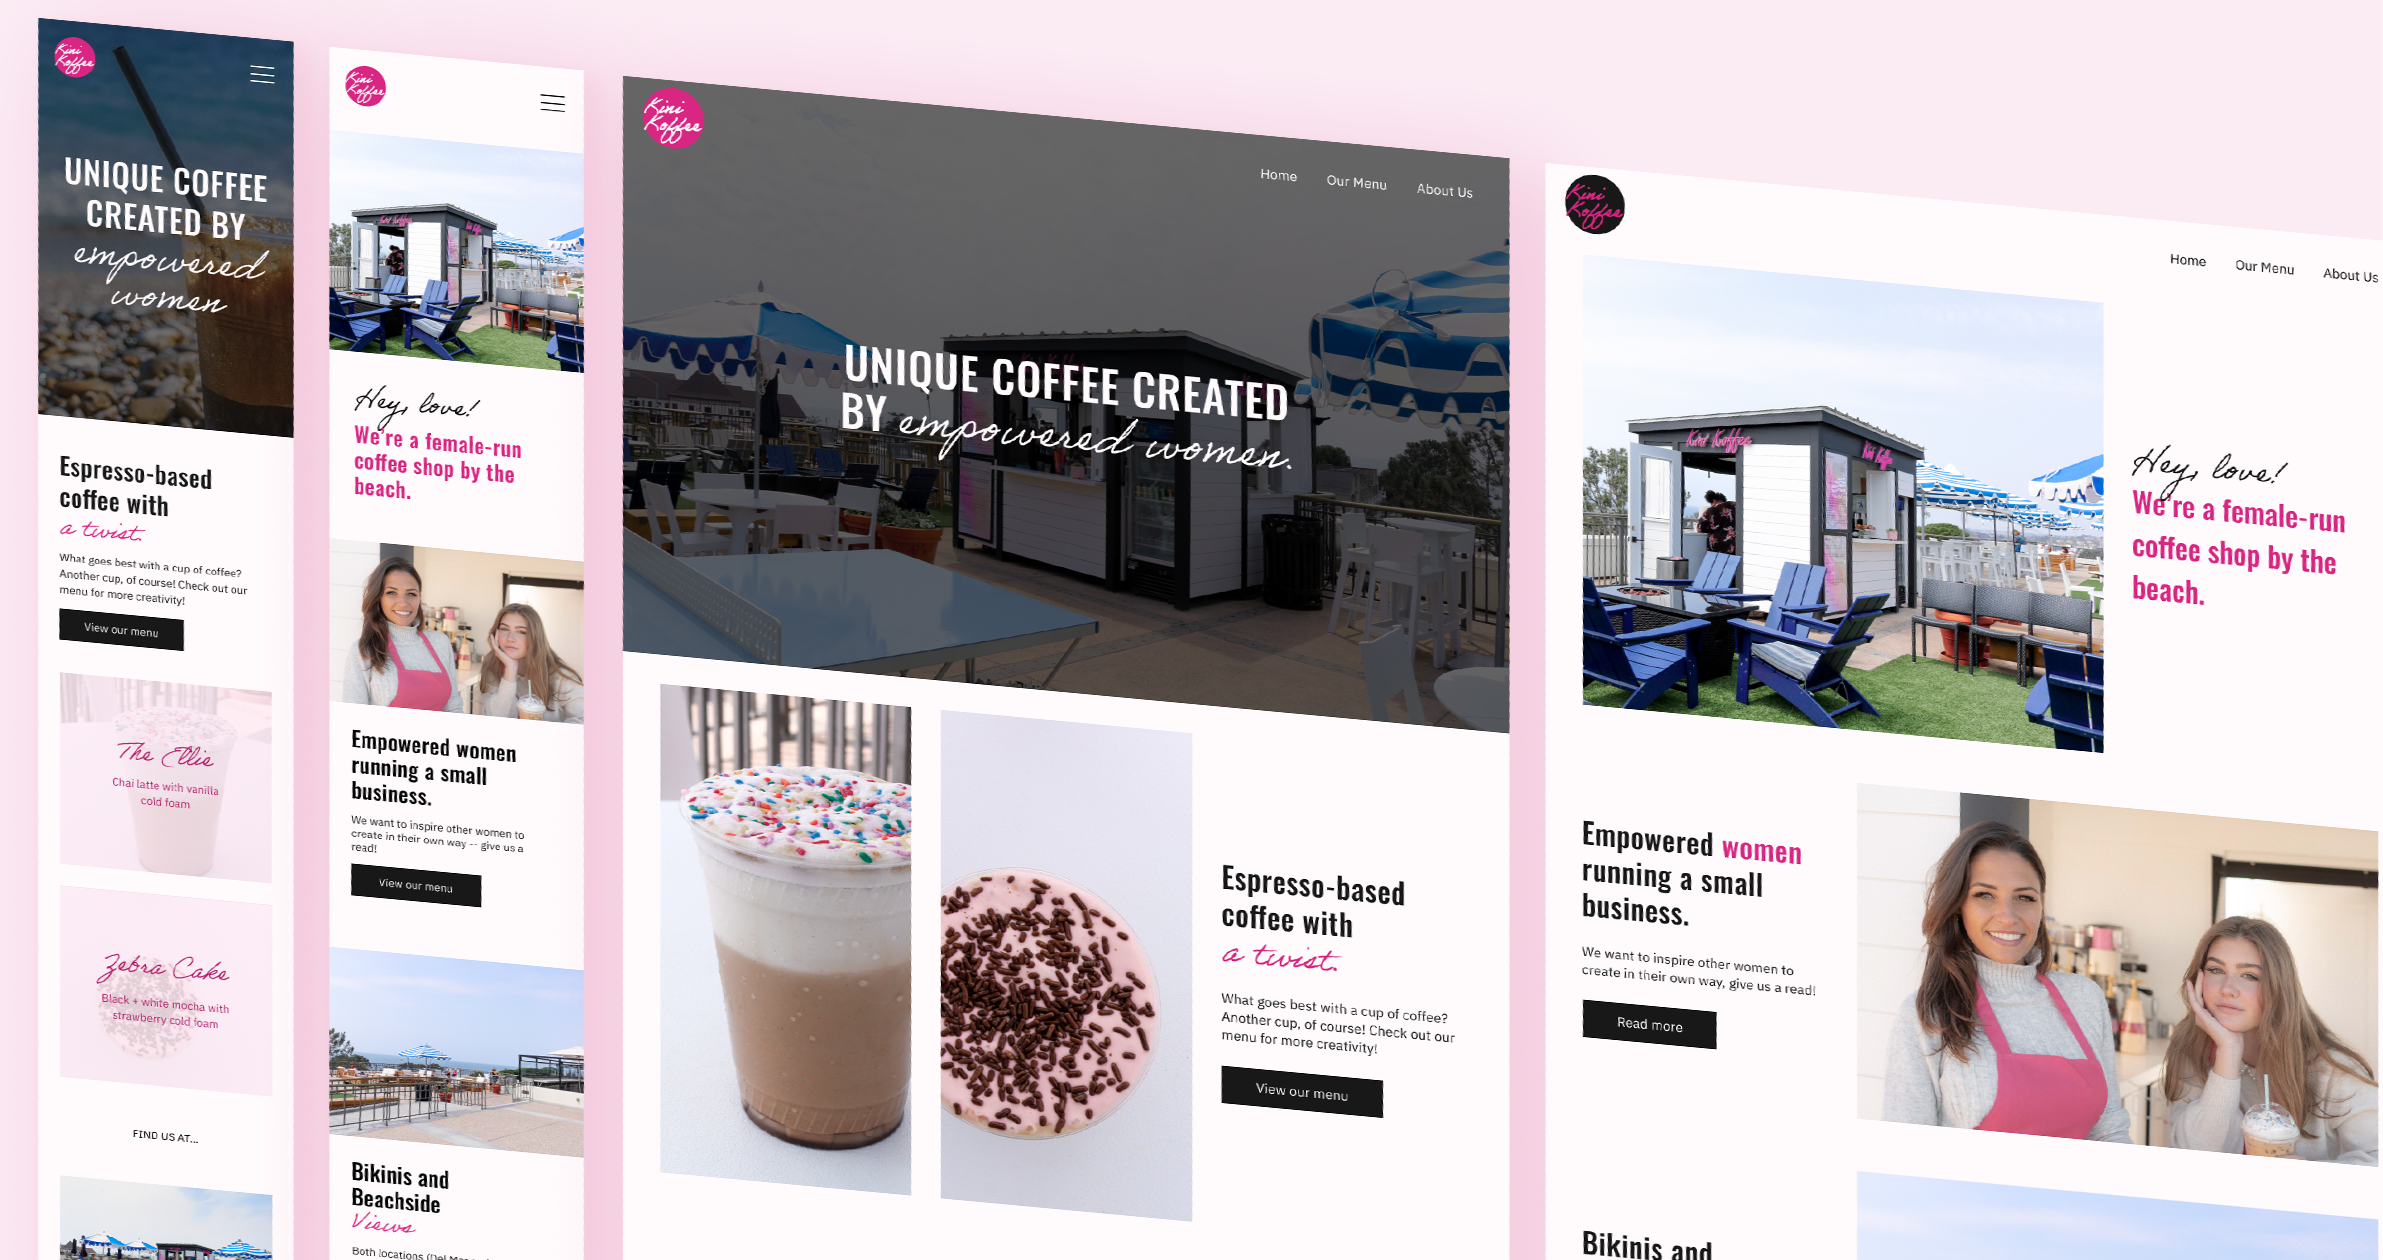 Kini
Koffee
UNIQUE COFFEE
CREATED BY
empowered
women
Espresso-based
coffee with
a twist.
What goes best with a cup of coffee?
Another cup, of course! Check out our
menu for more creativity!
View our menu
The Ellie
Chai latte with vanilla
cold foam
Zebra Cake
Black + white mocha with
strawberry cold foam
FIND US AT...
Kini
Koffee
Kini Koffee
Kini Koffee
Hey, love!
We're a female-run
coffee shop by the
beach.
Empowered women
running a small
business.
We want to inspire other women to
create in their own way -- give us a
read!
View our menu
Bikinis and
Beachside
Views
Both locations (Del
Kini
Koffee
Home Our Menu About Us
UNIQUE COFFEE CREATED
BY empowered women.
Espresso-based
coffee with
a twist.
What goes best with a cup of coffee?
Another cup, of course! Check out our
menu for more creativity!
View our menu
Kini
Koffee
Home Our Menu About Us
Kini Koffee
Kini Koffee
Hey, love!
We're a female-run
coffee shop by the
beach.
Empowered women
running a small
business.
We want to inspire other women to
create in their own way, give us a read!
Read more
Bikinis and